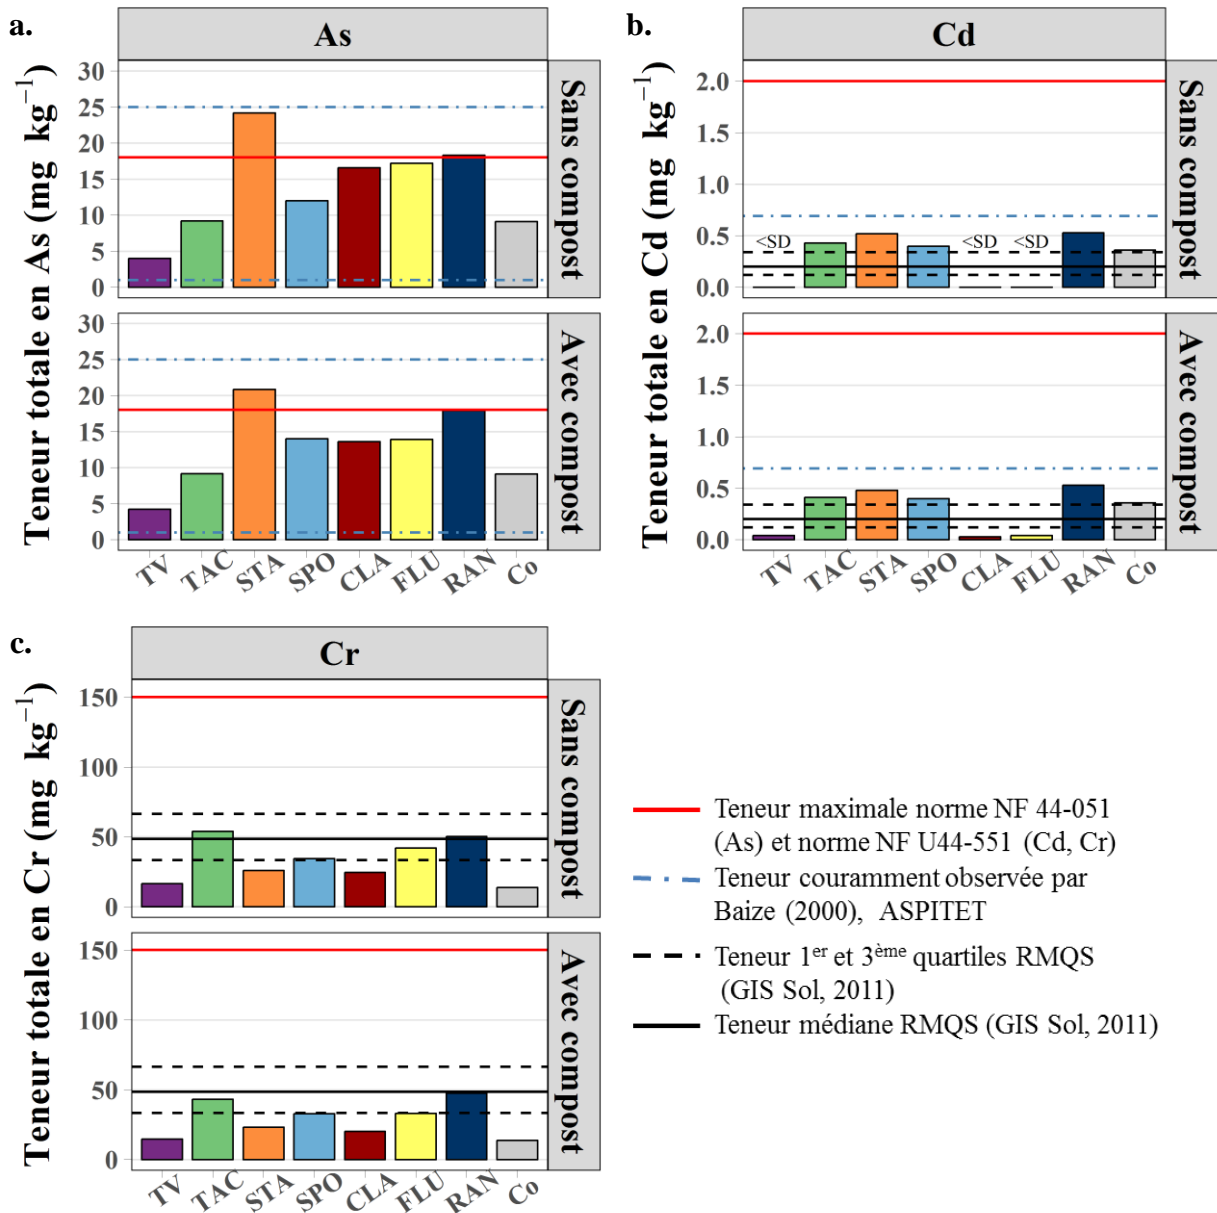 a.
As
Teneur totale en As (mg kg⁻¹)
30
25
20
15
10
5
0
Sans compost
30
25
20
15
10
5
0
Avec compost
TV
TAC
STA
SPO
CLA
FLU
RAN
Co
b.
Cd
Teneur totale en Cd (mg kg⁻¹)
2.0
1.5
1.0
0.5
0.0
<SD
<SD
<SD
Sans compost
2.0
1.5
1.0
0.5
0.0
Avec compost
TV
TAC
STA
SPO
CLA
FLU
RAN
Co
c.
Cr
Teneur totale en Cr (mg kg⁻¹)
150
100
50
0
Sans compost
150
100
50
0
Avec compost
TV
TAC
STA
SPO
CLA
FLU
RAN
Co
Teneur maximale norme NF 44-051
(As) et norme NF U44-551 (Cd, Cr)
Teneur couramment observée par
Baize (2000), ASPITET
Teneur 1er et 3ème quartiles RMQS
(GIS Sol, 2011)
Teneur médiane RMQS (GIS Sol, 2011)